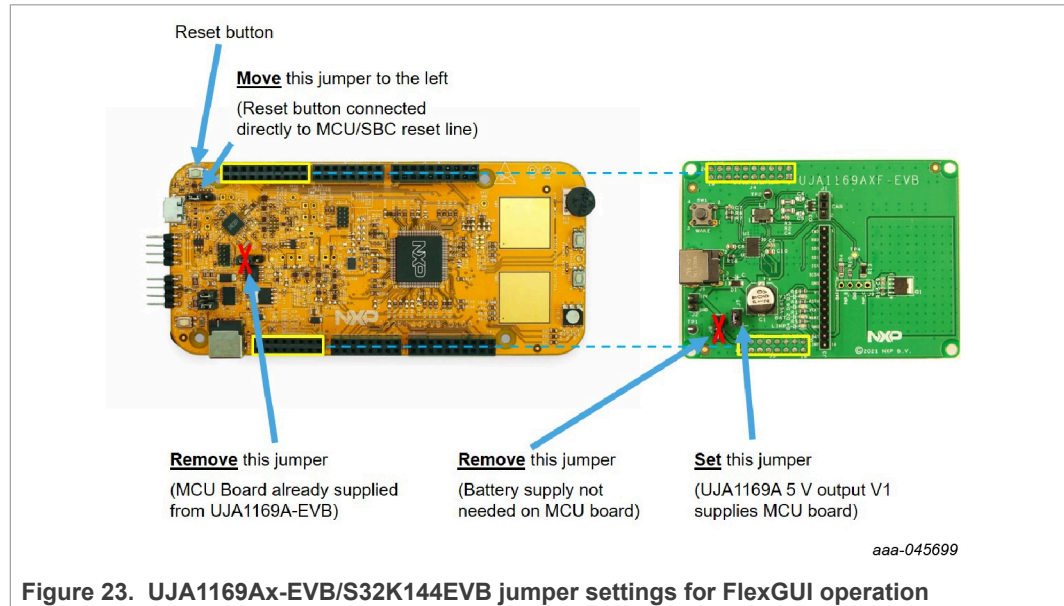 Reset button
Move this jumper to the left
(Reset button connected
directly to MCU/SBC reset line)
UJA1169AXF-EVB
CAN
WAKE
NXP
NXP
NXP
©2021 NXP B.V.
Remove this jumper
(MCU Board already supplied
from UJA1169A-EVB)
Remove this jumper
(Battery supply not
needed on MCU board)
Set this jumper
(UJA1169A 5 V output V1
supplies MCU board)
aaa-045699
Figure 23. UJA1169Ax-EVB/S32K144EVB jumper settings for FlexGUI operation